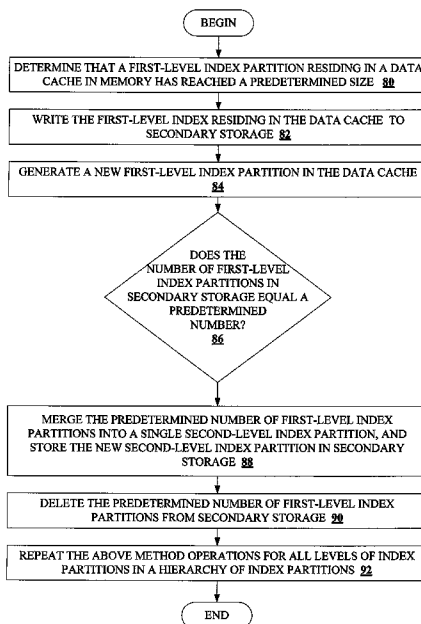 BEGIN
DETERMINE THAT A FIRST-LEVEL INDEX PARTITION RESIDING IN A DATA
CACHE IN MEMORY HAS REACHED A PREDETERMINED SIZE 80
WRITE THE FIRST-LEVEL INDEX RESIDING IN THE DATA CACHE TO
SECONDARY STORAGE 82
GENERATE A NEW FIRST-LEVEL INDEX PARTITION IN THE DATA CACHE
84
DOES THE
NUMBER OF FIRST-LEVEL
INDEX PARTITIONS IN
SECONDARY STORAGE EQUAL A
PREDETERMINED
NUMBER?
86
MERGE THE PREDETERMINED NUMBER OF FIRST-LEVEL INDEX
PARTITIONS INTO A SINGLE SECOND-LEVEL INDEX PARTITION, AND
STORE THE NEW SECOND-LEVEL INDEX PARTITION IN SECONDARY
STORAGE 88
DELETE THE PREDETERMINED NUMBER OF FIRST-LEVEL INDEX
PARTITIONS FROM SECONDARY STORAGE 90
REPEAT THE ABOVE METHOD OPERATIONS FOR ALL LEVELS OF INDEX
PARTITIONS IN A HIERARCHY OF INDEX PARTITIONS 92
END